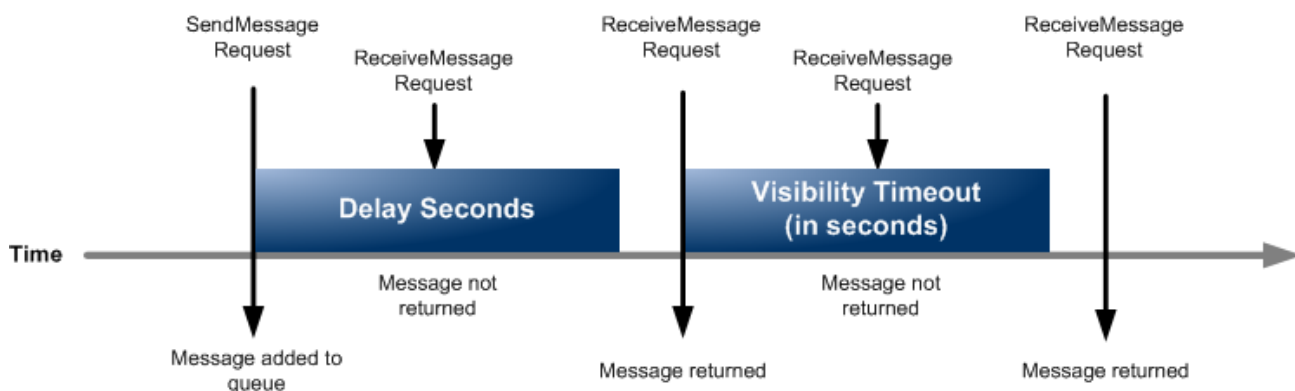 SendMessage
Request
ReceiveMessage
Request
ReceiveMessage
Request
ReceiveMessage
Request
ReceiveMessage
Request
Delay Seconds
Visibility Timeout
(in seconds)
Time
Message not
returned
Message not
returned
Message added to
queue
Message returned
Message returned